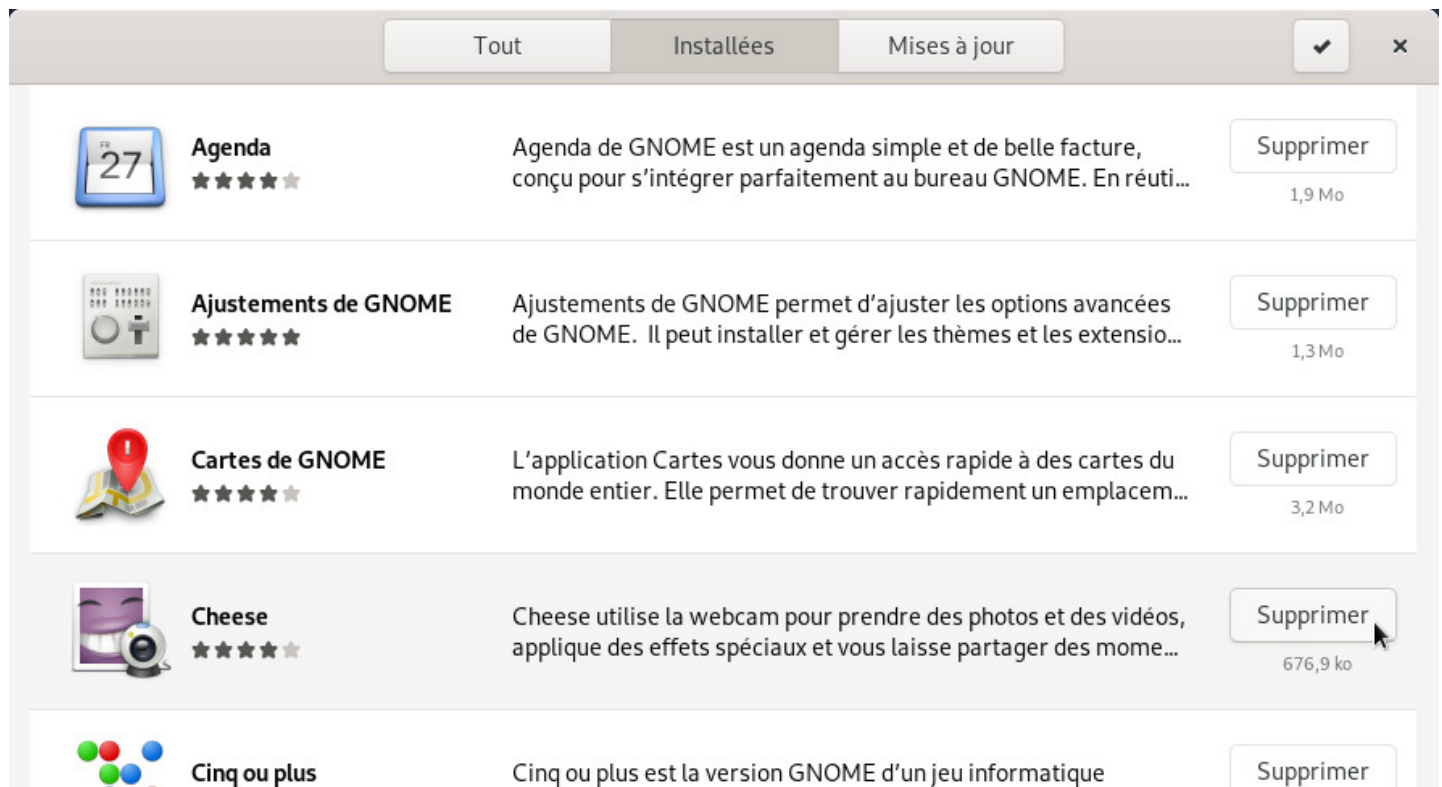 Tout Installées Mises à jour
FR
27
Agenda
Agenda de GNOME est un agenda simple et de belle facture,
conçu pour s’intégrer parfaitement au bureau GNOME. En réuti...
Supprimer
1,9 Mo
Ajustements de GNOME
Ajustements de GNOME permet d’ajuster les options avancées
de GNOME.  Il peut installer et gérer les thèmes et les extensio...
Supprimer
1,3 Mo
Cartes de GNOME
L’application Cartes vous donne un accès rapide à des cartes du
monde entier. Elle permet de trouver rapidement un emplacem...
Supprimer
3,2 Mo
Cheese
Cheese utilise la webcam pour prendre des photos et des vidéos,
applique des effets spéciaux et vous laisse partager des mome...
Supprimer
676,9 ko
Cinq ou plus
Cinq ou plus est la version GNOME d’un jeu informatique
Supprimer